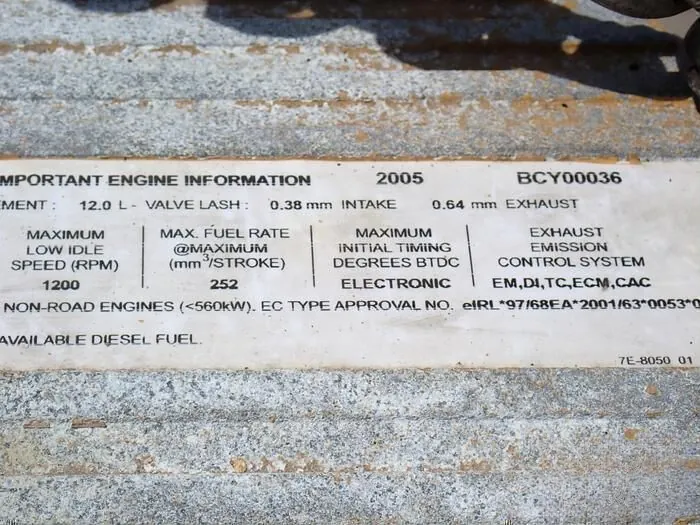 MPORTANT ENGINE INFORMATION 2005 BCY00036
EMENT : 12.0 L - VALVE LASH : 0.38 mm INTAKE 0.64 mm EXHAUST
MAXIMUM
LOW IDLE
SPEED (RPM)
1200
MAX. FUEL RATE
@MAXIMUM
(mm³/STROKE)
252
MAXIMUM
INITIAL TIMING
DEGREES BTDC
ELECTRONIC
EXHAUST
EMISSION
CONTROL SYSTEM
EM,DI,TC,ECM,CAC
NON-ROAD ENGINES (<560kW). EC TYPE APPROVAL NO. eIRL*97/68EA*2001/63*0053*0
AVAILABLE DIESEL FUEL.
7E-8050 01